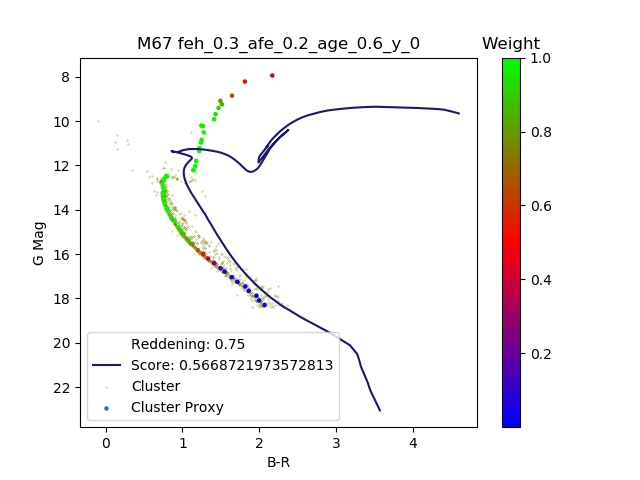 M67 feh_0.3_afe_0.2_age_0.6_y_0
Weight
8
10
12
14
16
18
20
22
G Mag
0
1
2
3
4
B-R
Reddening: 0.75
Score: 0.5668721973572813
Cluster
Cluster Proxy
1.0
0.8
0.6
0.4
0.2